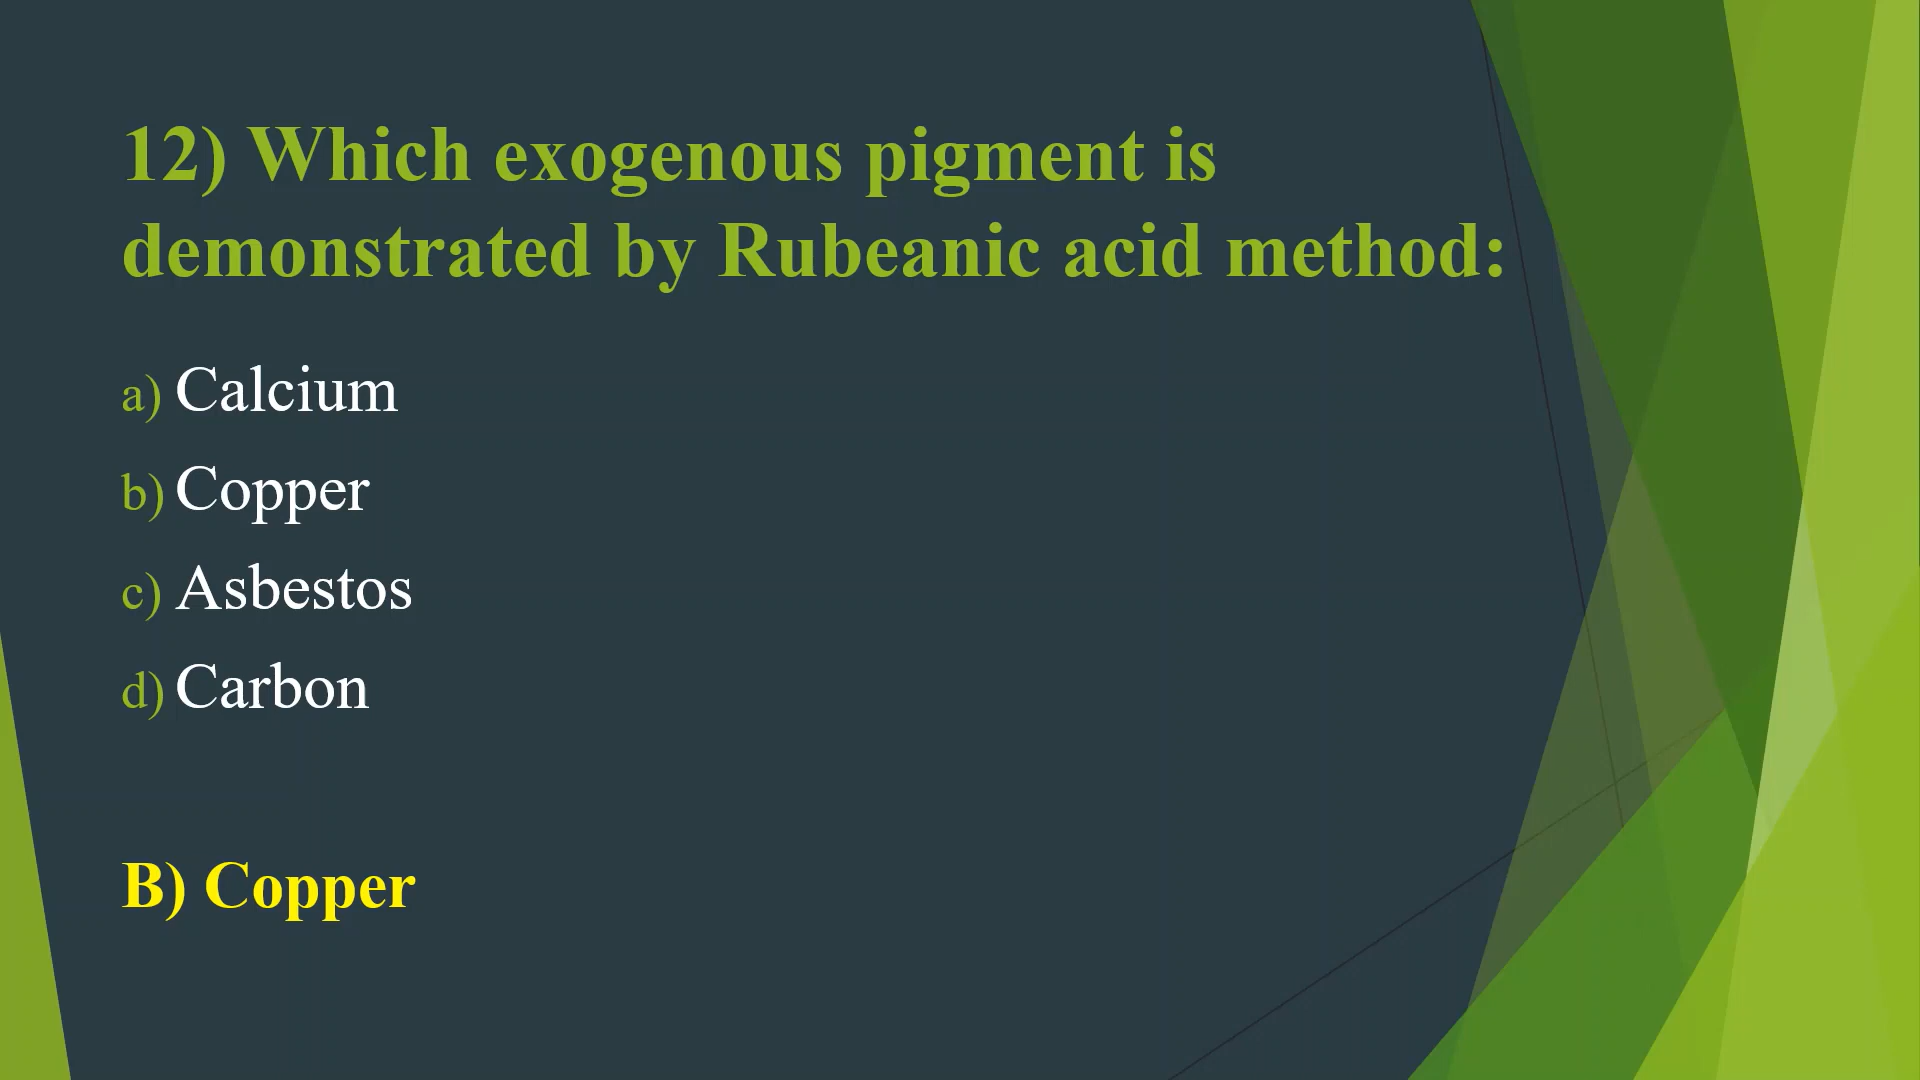 12) Which exogenous pigment is
demonstrated by Rubeanic acid method:
a) Calcium
b) Copper
c) Asbestos
d) Carbon
B) Copper